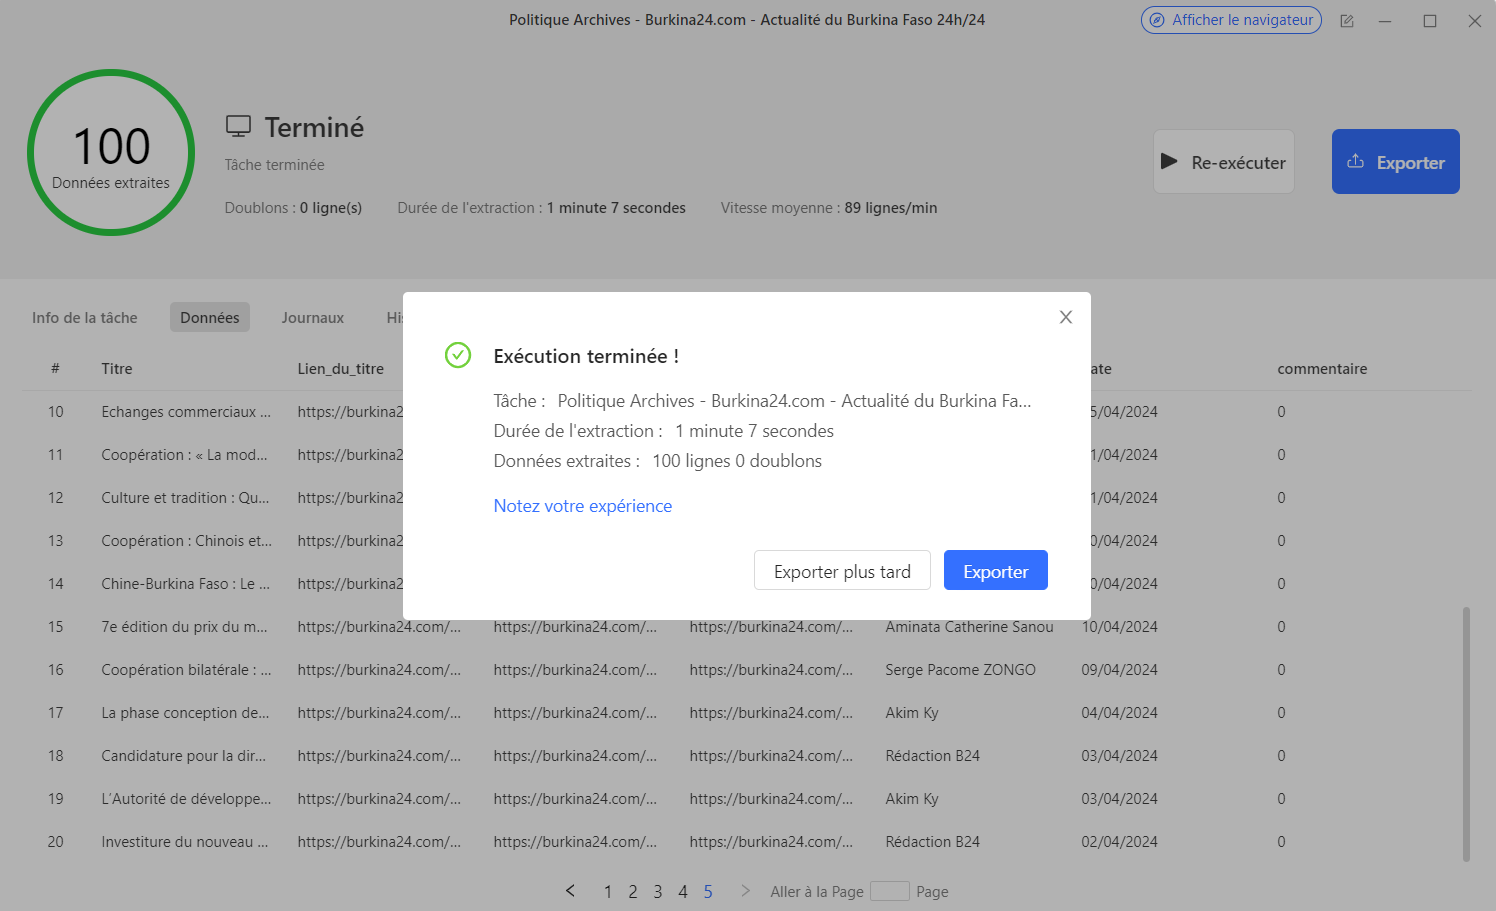 Politique Archives - Burkina24.com - Actualité du Burkina Faso 24h/24
Afficher le navigateur
100
Données extraites
Terminé
Tâche terminée
Doublons : 0 ligne(s) Durée de l'extraction : 1 minute 7 secondes Vitesse moyenne : 89 lignes/min
Re-exécuter
Exporter
Info de la tâche Données Journaux
Exécution terminée !
Tâche : Politique Archives - Burkina24.com - Actualité du Burkina Fa...
Durée de l'extraction : 1 minute 7 secondes
Données extraites : 100 lignes 0 doublons
Notez votre expérience
Exporter plus tard Exporter
# Titre Lien_du_titre commentaire
10 Echanges commerciaux ... https://burkina2 5/04/2024 0
11 Coopération : « La mod... https://burkina2 1/04/2024 0
12 Culture et tradition : Qu... https://burkina2 1/04/2024 0
13 Coopération : Chinois et... https://burkina2 0/04/2024 0
14 Chine-Burkina Faso : Le ... https://burkina2 0/04/2024 0
15 7e édition du prix du m... https://burkina24.com/... https://burkina24.com/... https://burkina24.com/... Aminata Catherine Sanou 10/04/2024 0
16 Coopération bilatérale : ... https://burkina24.com/... https://burkina24.com/... https://burkina24.com/... Serge Pacome ZONGO 09/04/2024 0
17 La phase conception de... https://burkina24.com/... https://burkina24.com/... https://burkina24.com/... Akim Ky 04/04/2024 0
18 Candidature pour la dir... https://burkina24.com/... https://burkina24.com/... https://burkina24.com/... Rédaction B24 03/04/2024 0
19 L'Autorité de développe... https://burkina24.com/... https://burkina24.com/... https://burkina24.com/... Akim Ky 03/04/2024 0
20 Investiture du nouveau ... https://burkina24.com/... https://burkina24.com/... https://burkina24.com/... Rédaction B24 02/04/2024 0
< 1 2 3 4 5 > Aller à la Page Page